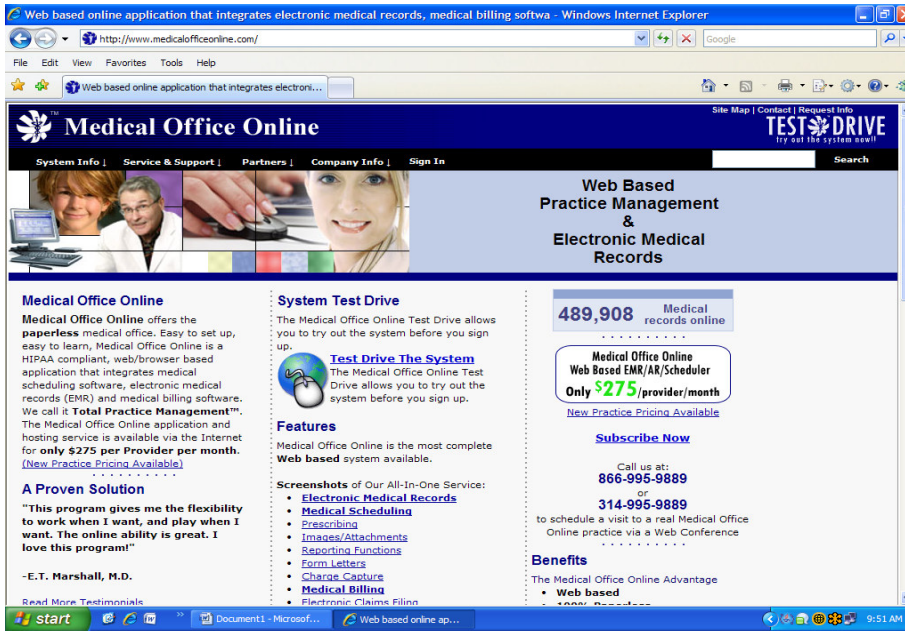 Web based online application that integrates electronic medical records, medical billing softwa - Windows Internet Explorer
http://www.medicalofficeonline.com/
Google
File Edit View Favorites Tools Help
Web based online application that integrates electroni...
Site Map | Contact | Request Info
Medical Office Online
TM
TEST DRIVE
try out the system now!!
System Info ↓ Service & Support ↓ Partners ↓ Company Info ↓ Sign In
Search
Web Based
Practice Management
&
Electronic Medical
Records
Medical Office Online
Medical Office Online offers the
paperless medical office. Easy to set up,
easy to learn, Medical Office Online is a
HIPAA compliant, web/browser based
application that integrates medical
scheduling software, electronic medical
records (EMR) and medical billing software.
We call it Total Practice Management™.
The Medical Office Online application and
hosting service is available via the Internet
for only $275 per Provider per month.
(New Practice Pricing Available)
A Proven Solution
"This program gives me the flexibility
to work when I want, and play when I
want. The online ability is great. I
love this program!"
-E.T. Marshall, M.D.
Read More Testimonials
System Test Drive
The Medical Office Online Test Drive allows
you to try out the system before you sign
up.
Test Drive The System
The Medical Office Online Test
Drive allows you to try out the
system before you sign up.
Features
Medical Office Online is the most complete
Web based system available.
Screenshots of Our All-In-One Service:
• Electronic Medical Records
• Medical Scheduling
• Prescribing
• Images/Attachments
• Reporting Functions
• Form Letters
• Charge Capture
• Medical Billing
• Electronic Claims Filing
489,908 Medical
records online
Medical Office Online
Web Based EMR/AR/Scheduler
Only $275/provider/month
New Practice Pricing Available
Subscribe Now
Call us at:
866-995-9889
or
314-995-9889
to schedule a visit to a real Medical Office
Online practice via a Web Conference
Benefits
The Medical Office Online Advantage
• Web based
• 100% Paperless
start
Document1 - Microsof...
Web based online ap...
9:51 AM